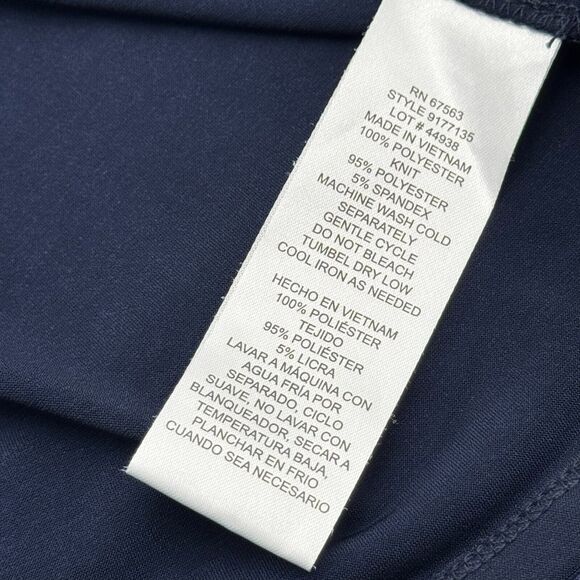 RN 67563
STYLE 9177135
LOT # 44938
MADE IN VIETNAM
100% POLYESTER
KNIT
95% POLYESTER
5% SPANDEX
MACHINE WASH COLD
SEPARATELY
GENTLE CYCLE
DO NOT BLEACH
TUMBEL DRY LOW
COOL IRON AS NEEDED
HECHO EN VIETNAM
100% POLIÉSTER
TEJIDO
95% POLIÉSTER
5% LICRA
LAVAR A MÁQUINA CON
AGUA FRÍA POR
SEPARADO, CICLO
SUAVE, NO LAVAR CON
BLANQUEADOR, SECAR A
TEMPERATURA BAJA,
PLANCHAR EN FRIO
CUANDO SEA NECESARIO